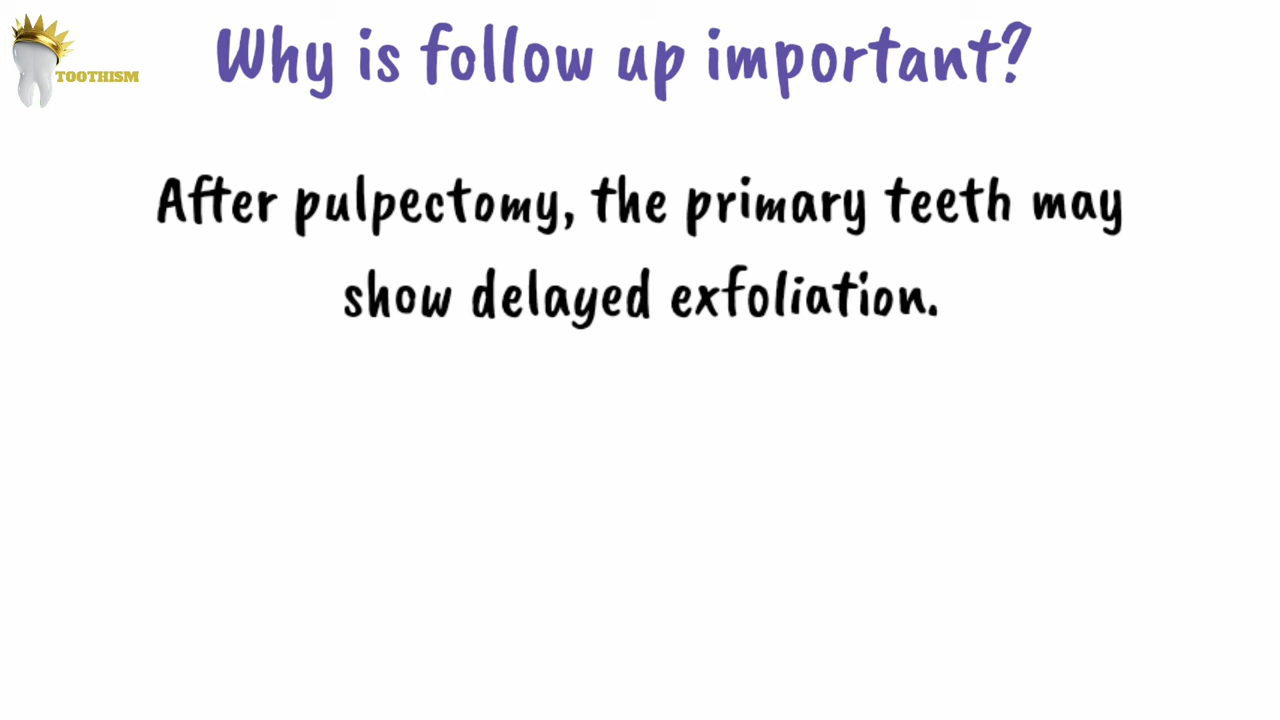 TOOTHISM
Why is follow up important?
After pulpectomy, the primary teeth may
show delayed exfoliation.